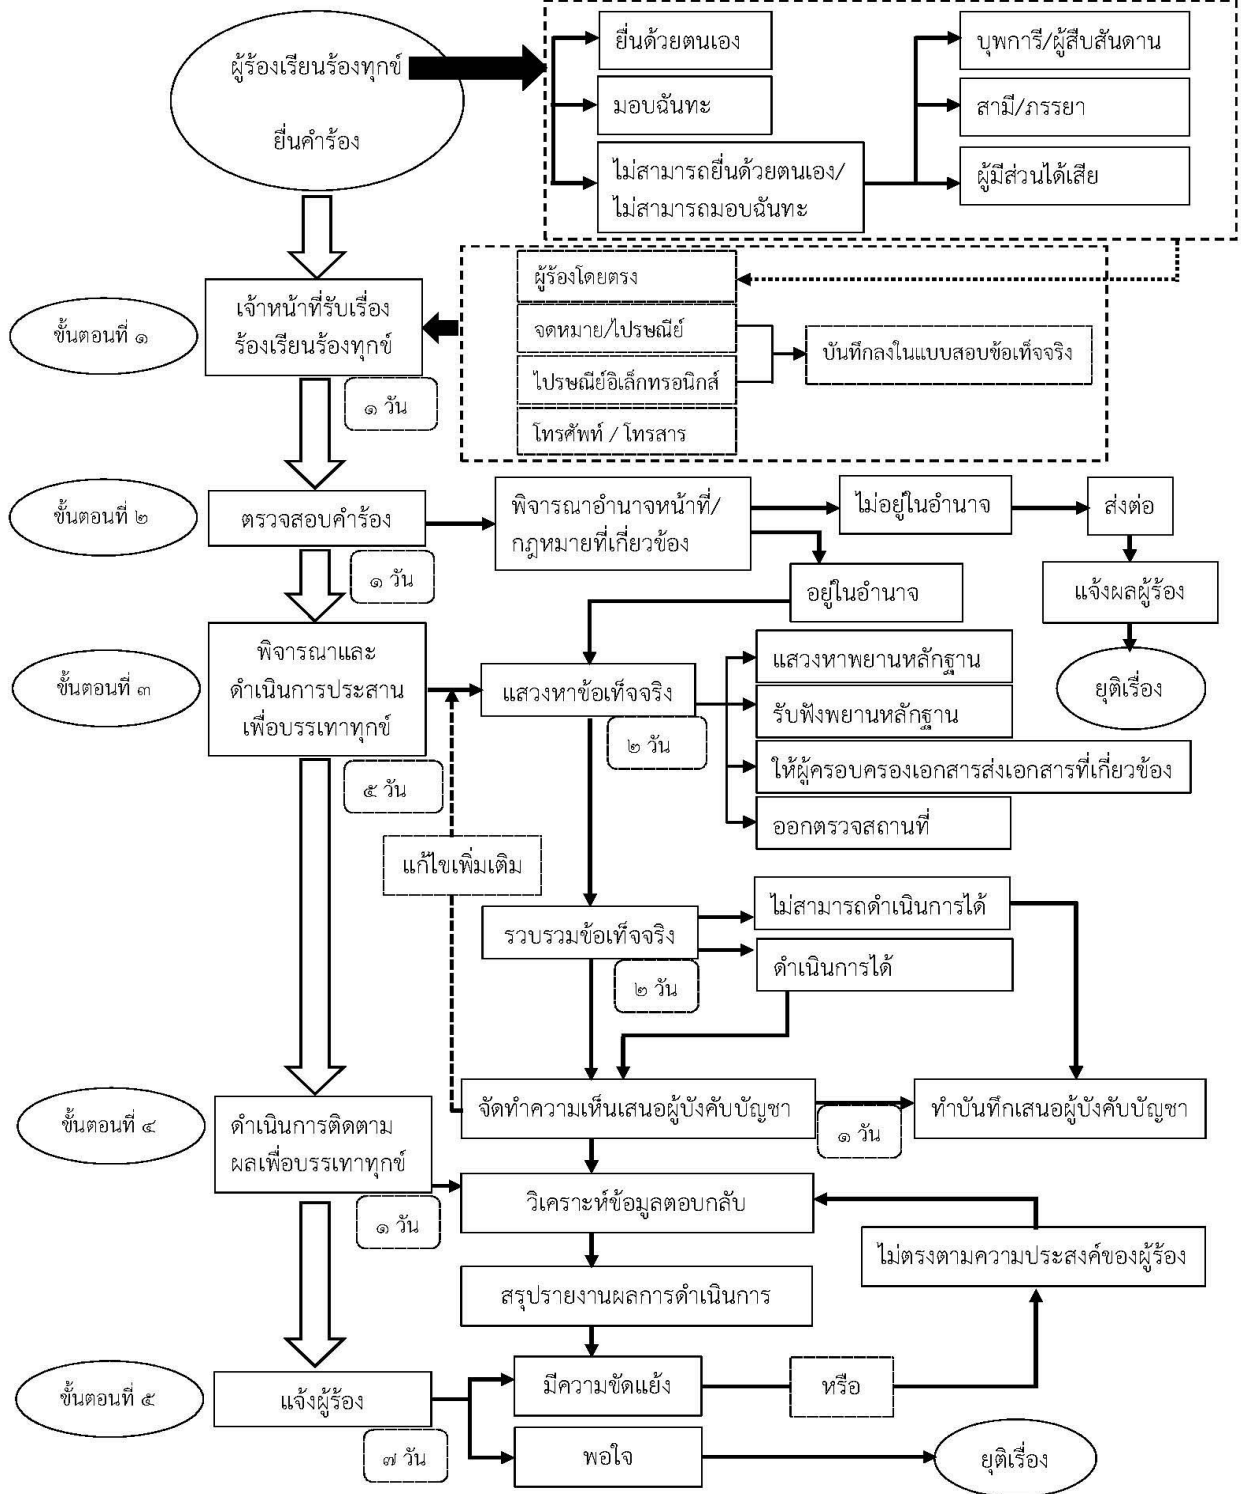 ผู้ร้องเรียนร้องทุกข์
ยื่นคำร้อง
ยื่นด้วยตนเอง
มอบฉันทะ
ไม่สามารถยื่นด้วยตนเอง/
ไม่สามารถมอบฉันทะ
บุพการี/ผู้สืบสันดาน
สามี/ภรรยา
ผู้มีส่วนได้เสีย
ขั้นตอนที่ ๑
เจ้าหน้าที่รับเรื่อง
ร้องเรียนร้องทุกข์
๑ วัน
ผู้ร้องโดยตรง
จดหมาย/ไปรษณีย์
ไปรษณีย์อิเล็กทรอนิกส์
โทรศัพท์ / โทรสาร
บันทึกลงในแบบสอบข้อเท็จจริง
ขั้นตอนที่ ๒
ตรวจสอบคำร้อง
๑ วัน
พิจารณาอำนาจหน้าที่/
กฎหมายที่เกี่ยวข้อง
ไม่อยู่ในอำนาจ
ส่งต่อ
อยู่ในอำนาจ
แจ้งผลผู้ร้อง
ยุติเรื่อง
ขั้นตอนที่ ๓
พิจารณาและ
ดำเนินการประสาน
เพื่อบรรเทาทุกข์
๕ วัน
แสวงหาข้อเท็จจริง
๒ วัน
แสวงหาพยานหลักฐาน
รับฟังพยานหลักฐาน
ให้ผู้ครอบครองเอกสารส่งเอกสารที่เกี่ยวข้อง
ออกตรวจสถานที่
แก้ไขเพิ่มเติม
รวบรวมข้อเท็จจริง
๒ วัน
ไม่สามารถดำเนินการได้
ดำเนินการได้
ขั้นตอนที่ ๔
ดำเนินการติดตาม
ผลเพื่อบรรเทาทุกข์
๑ วัน
จัดทำความเห็นเสนอผู้บังคับบัญชา
๑ วัน
ทำบันทึกเสนอผู้บังคับบัญชา
วิเคราะห์ข้อมูลตอบกลับ
ไม่ตรงตามความประสงค์ของผู้ร้อง
สรุปรายงานผลการดำเนินการ
ขั้นตอนที่ ๕
แจ้งผู้ร้อง
๗ วัน
มีความขัดแย้ง
หรือ
พอใจ
ยุติเรื่อง